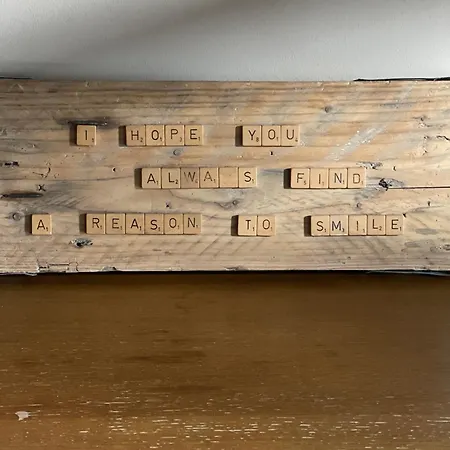 I HOPE YOU
ALWAYS FIND
A REASON TO SMILE